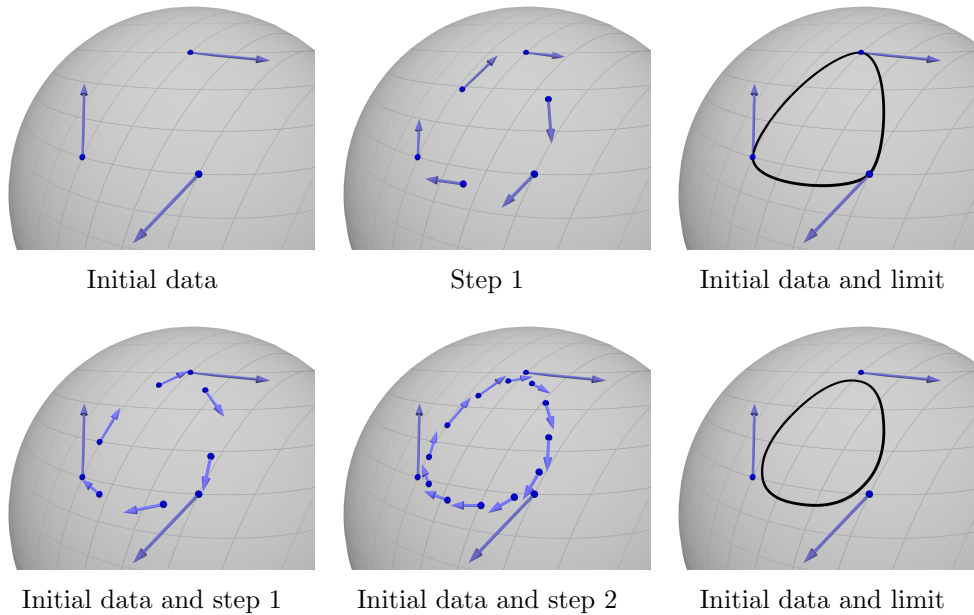 Initial data
Step 1
Initial data and limit
Initial data and step 1
Initial data and step 2
Initial data and limit